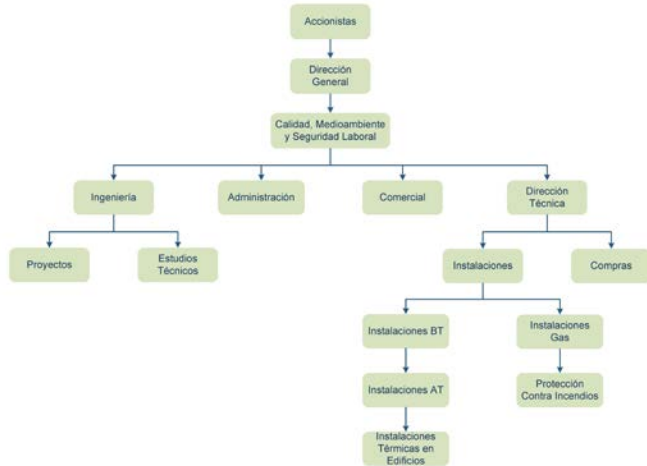 Accionistas
Dirección
General
Calidad, Medioambiente
y Seguridad Laboral
Ingeniería
Administración
Comercial
Dirección
Técnica
Proyectos
Estudios
Técnicos
Instalaciones
Compras
Instalaciones BT
Instalaciones
Gas
Instalaciones AT
Protección
Contra Incendios
Instalaciones
Térmicas en
Edificios